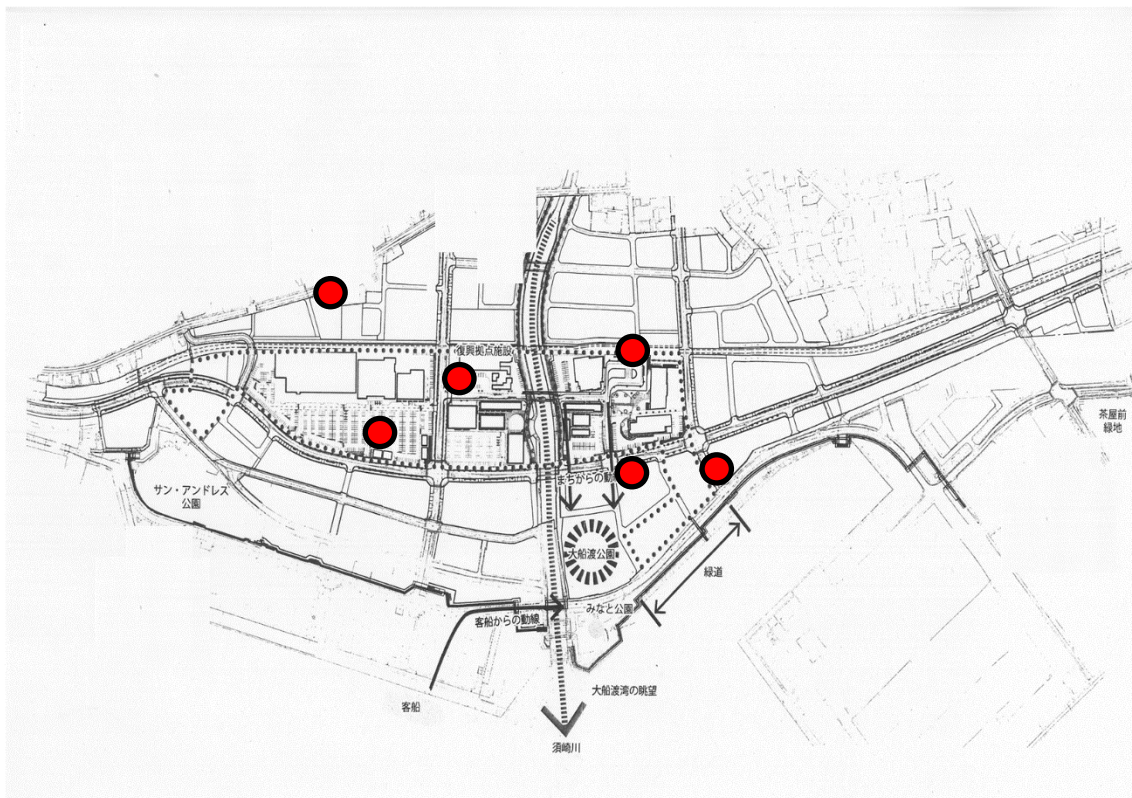 復興拠点施設
茶屋前
緑地
まちからの動
サン・アンドレス
公園
大船渡公園
緑道
みなと公園
客船からの動線
大船渡湾の眺望
客船
須崎川